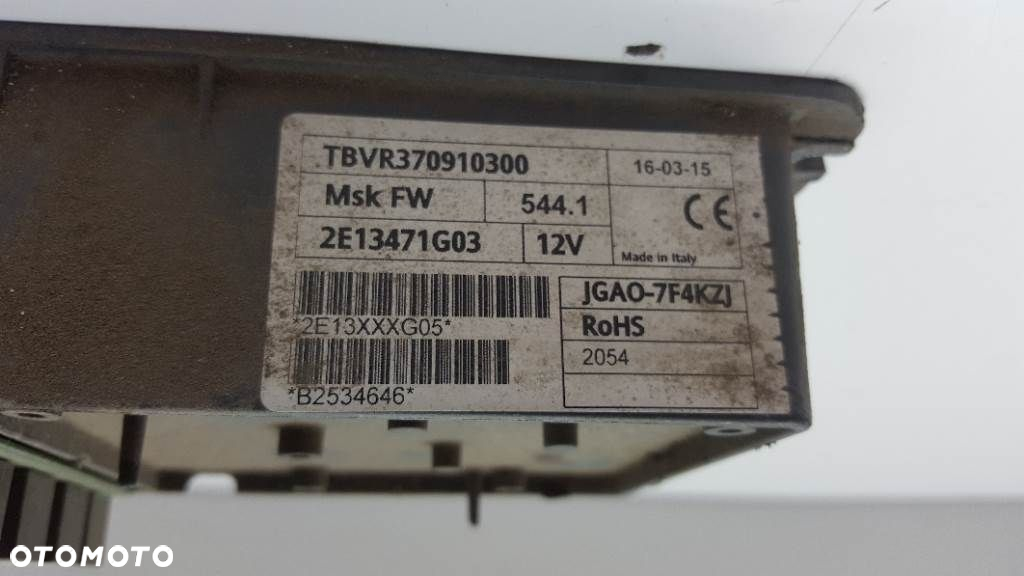 TBVR370910300
16-03-15
Msk FW
544.1
CE
2E13471G03
12V
Made in Italy
JGAO-7F4KZJ
*2E13XXXG05*
RoHS
2054
*B2534646*
OTOMOTO